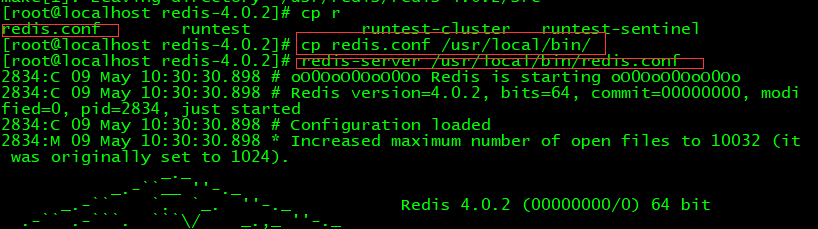 make[2]: Leaving directory `/usr/redis/redis-4.0.2/src'
[root@localhost redis-4.0.2]# cp r
redis.conf runtest runtest-cluster runtest-sentinel
[root@localhost redis-4.0.2]# cp redis.conf /usr/local/bin/
[root@localhost redis-4.0.2]# redis-server /usr/local/bin/redis.conf
2834:C 09 May 10:30:30.898 # oO0OoO0OoO0Oo Redis is starting oO0OoO0OoO0Oo
2834:C 09 May 10:30:30.898 # Redis version=4.0.2, bits=64, commit=00000000, modi
fied=0, pid=2834, just started
2834:C 09 May 10:30:30.898 # Configuration loaded
2834:M 09 May 10:30:30.898 * Increased maximum number of open files to 10032 (it
was originally set to 1024).
Redis 4.0.2 (00000000/0) 64 bit